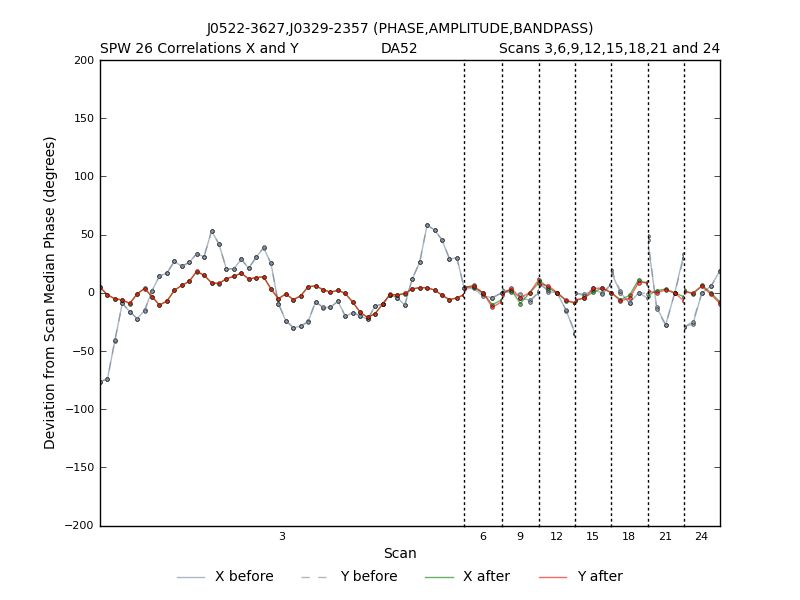 J0522-3627,J0329-2357 (PHASE,AMPLITUDE,BANDPASS)
SPW 26 Correlations X and Y DA52 Scans 3,6,9,12,15,18,21 and 24
200
150
100
50
0
−50
−100
−150
−200
Deviation from Scan Median Phase (degrees)
3 6 9 12 15 18 21 24
Scan
X before Y before X after Y after